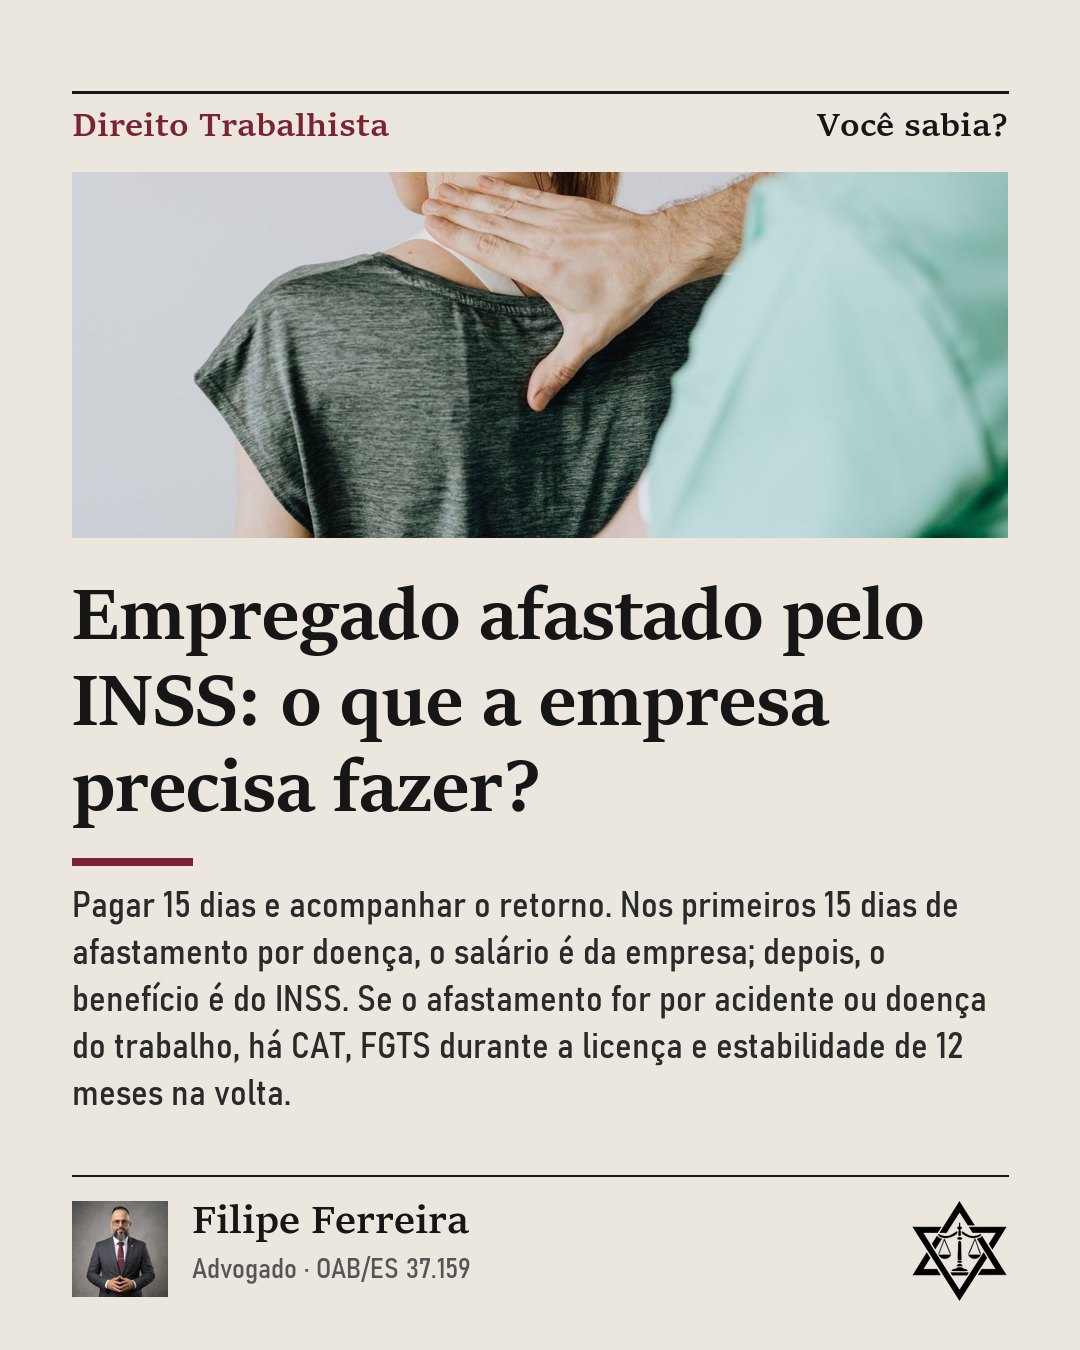 Direito Trabalhista
Você sabia?
Empregado afastado pelo
INSS: o que a empresa
precisa fazer?
Pagar 15 dias e acompanhar o retorno. Nos primeiros 15 dias de
afastamento por doença, o salário é da empresa; depois, o
benefício é do INSS. Se o afastamento for por acidente ou doença
do trabalho, há CAT, FGTS durante a licença e estabilidade de 12
meses na volta.
Filipe Ferreira
Advogado · OAB/ES 37.159